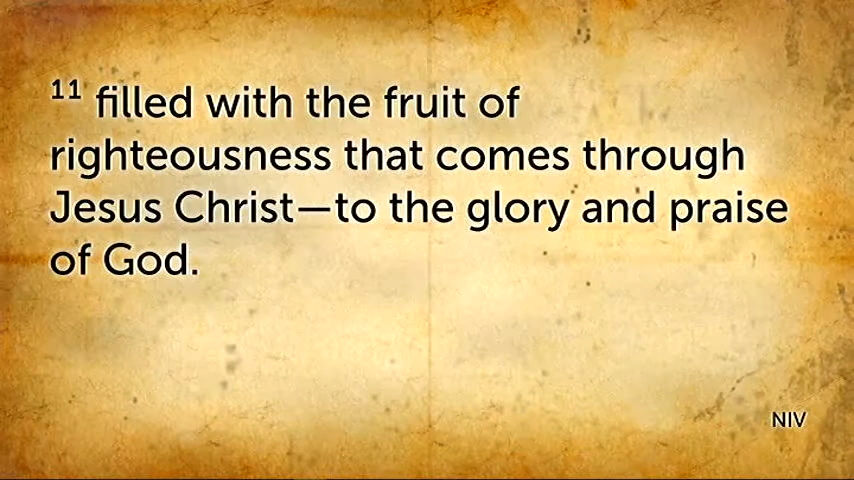 11 filled with the fruit of
righteousness that comes through
Jesus Christ—to the glory and praise
of God.
NIV